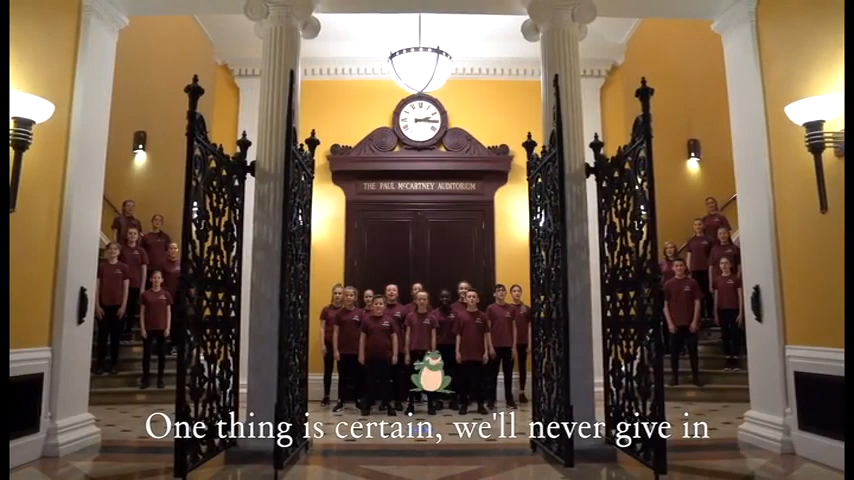 THE PAUL McCARTNEY AUDITORIUM
One thing is certain, we'll never give in